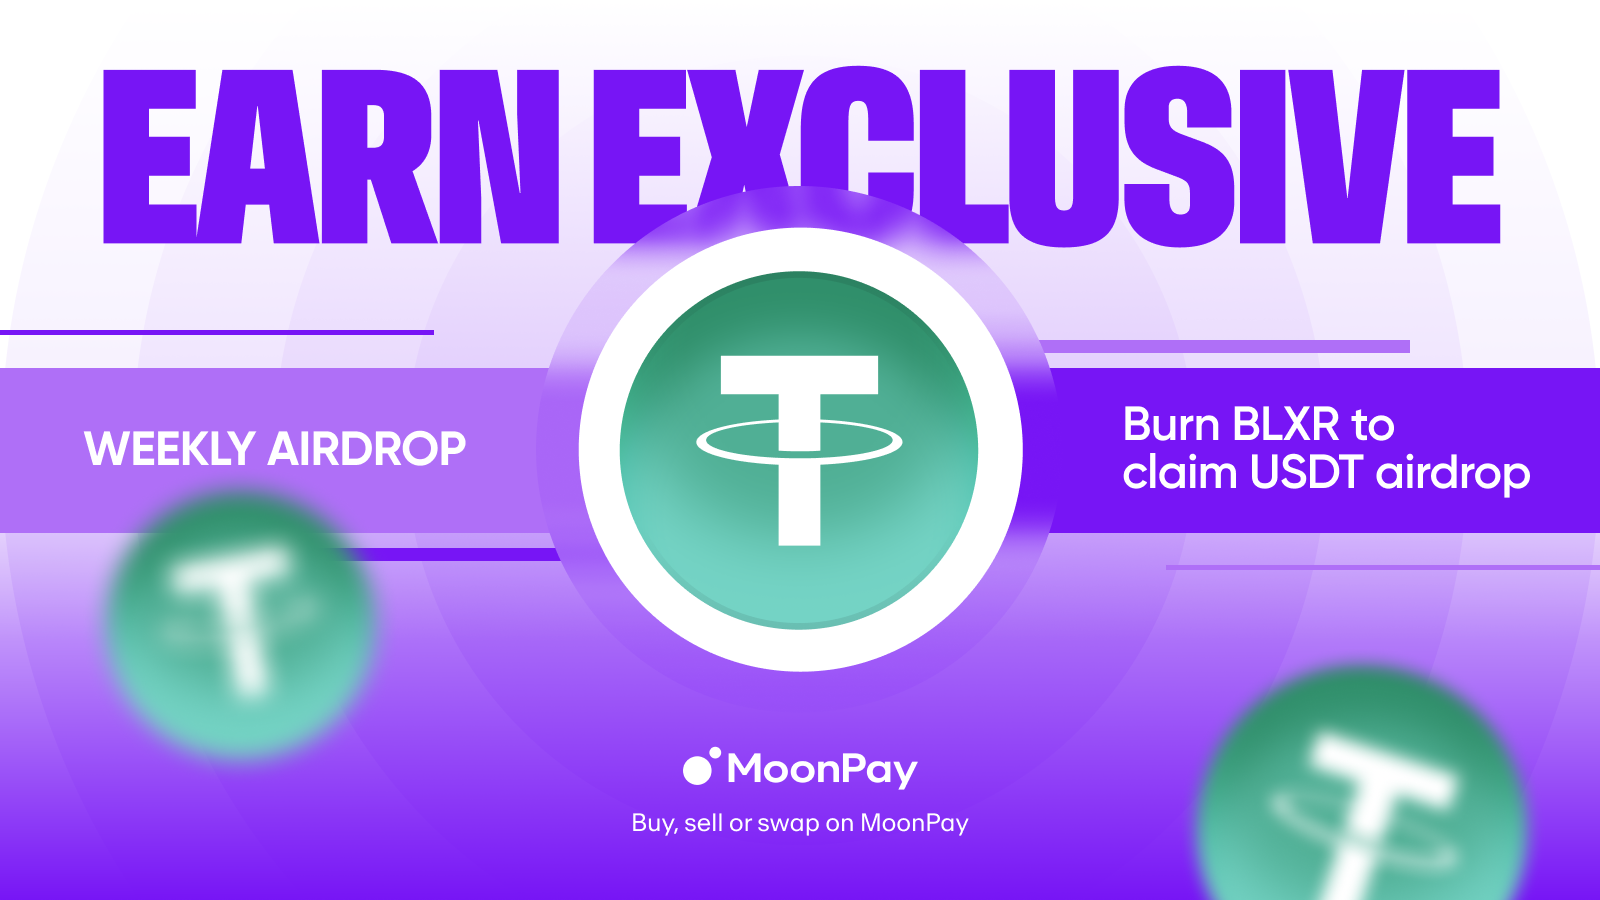 EARN EXCLUSIVE
WEEKLY AIRDROP
Burn BLXR to
claim USDT airdrop
MoonPay
Buy, sell or swap on MoonPay